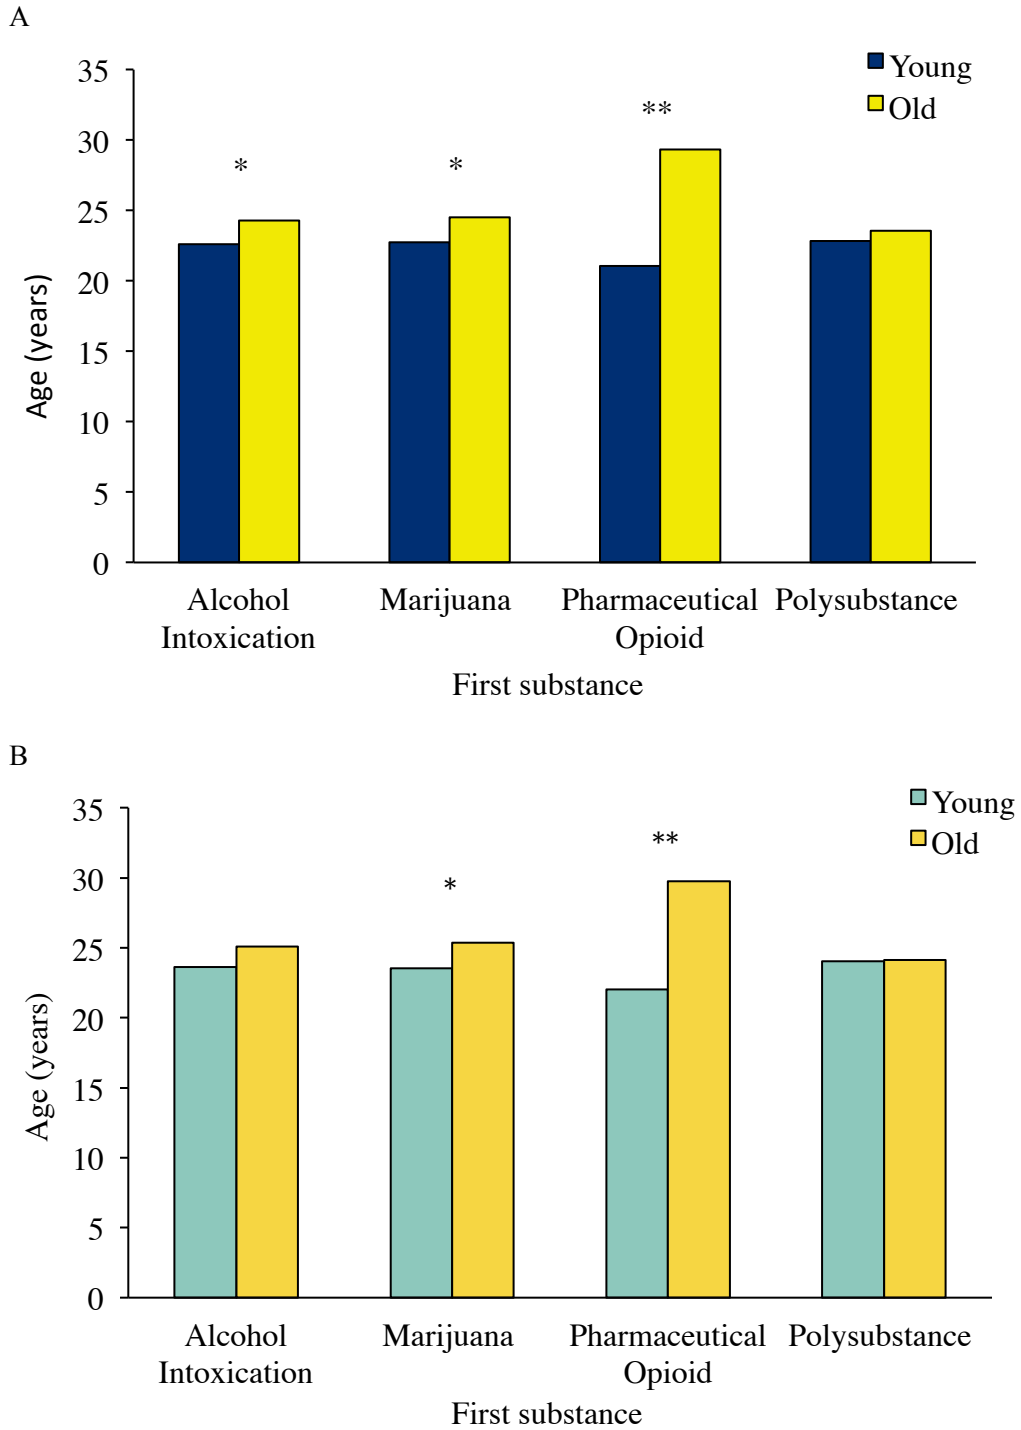 A
Young
Old
35
30
25
20
15
10
5
0
Age (years)
*
*
**
Alcohol Intoxication
Marijuana
Pharmaceutical Opioid
Polysubstance
First substance
B
Young
Old
35
30
25
20
15
10
5
0
Age (years)
*
**
Alcohol Intoxication
Marijuana
Pharmaceutical Opioid
Polysubstance
First substance